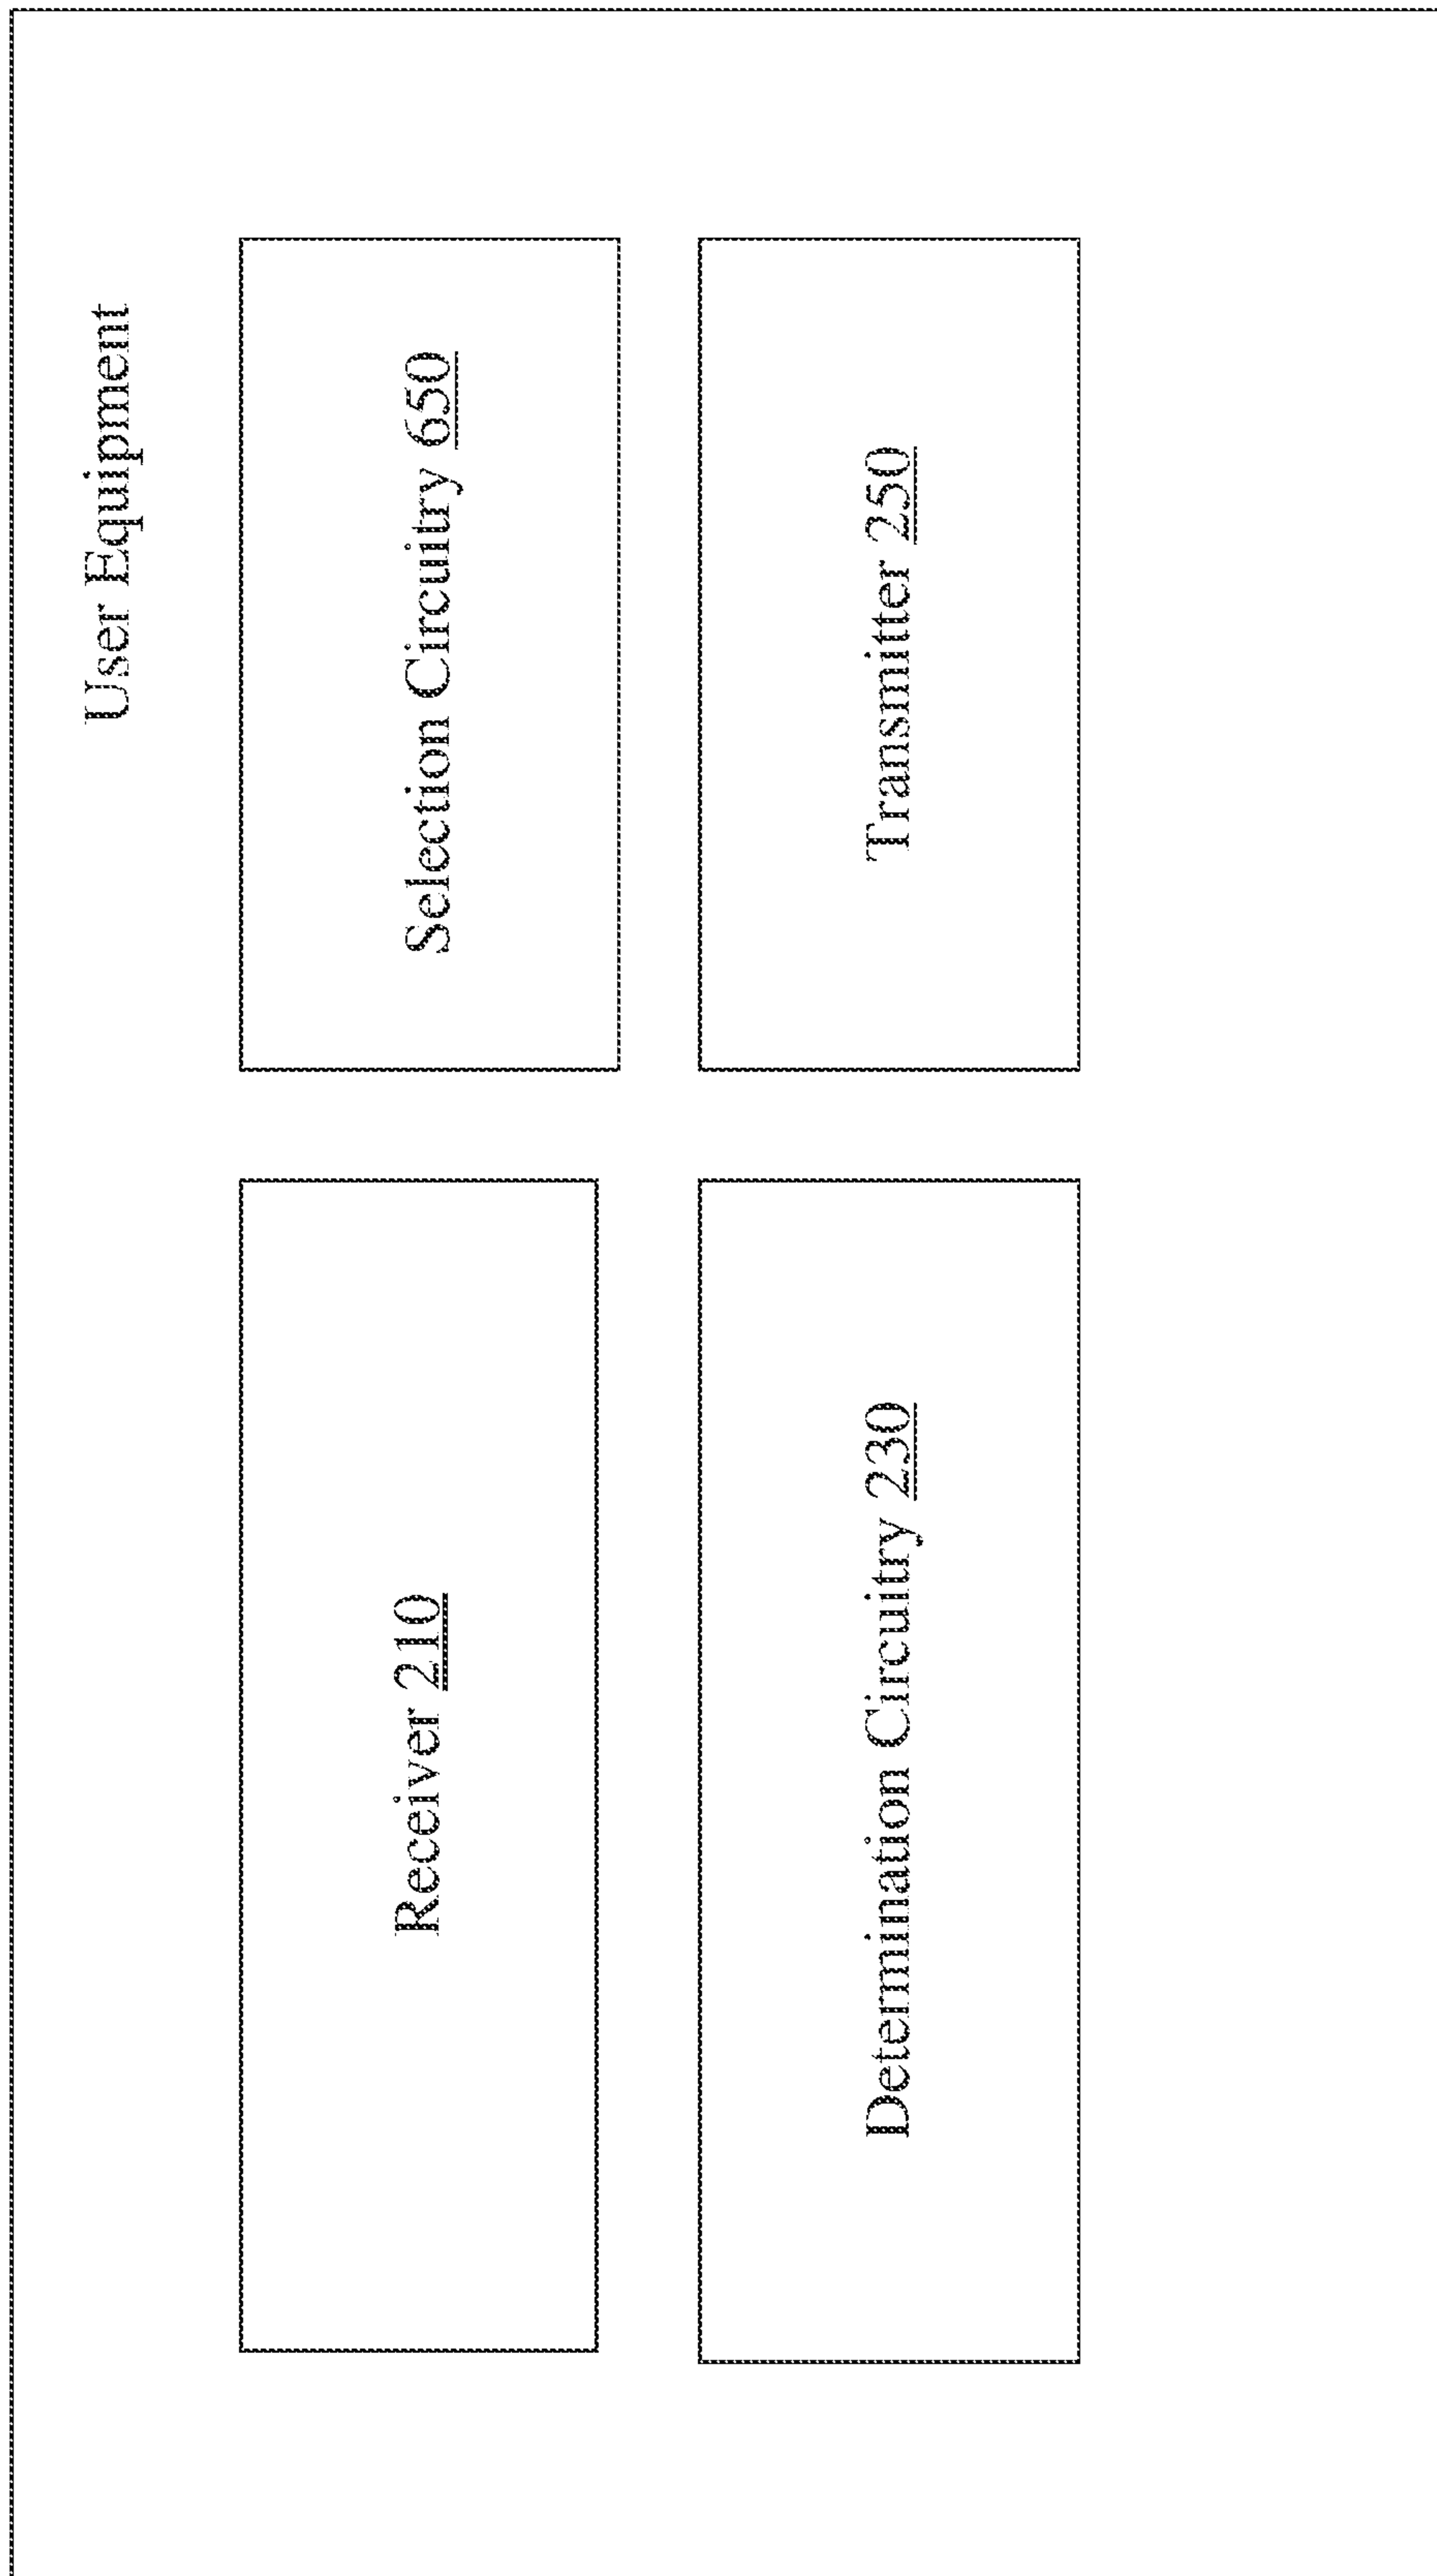 User Equipment
Receiver 210
Selection Circuitry 650
Determination Circuitry 230
Transmitter 250